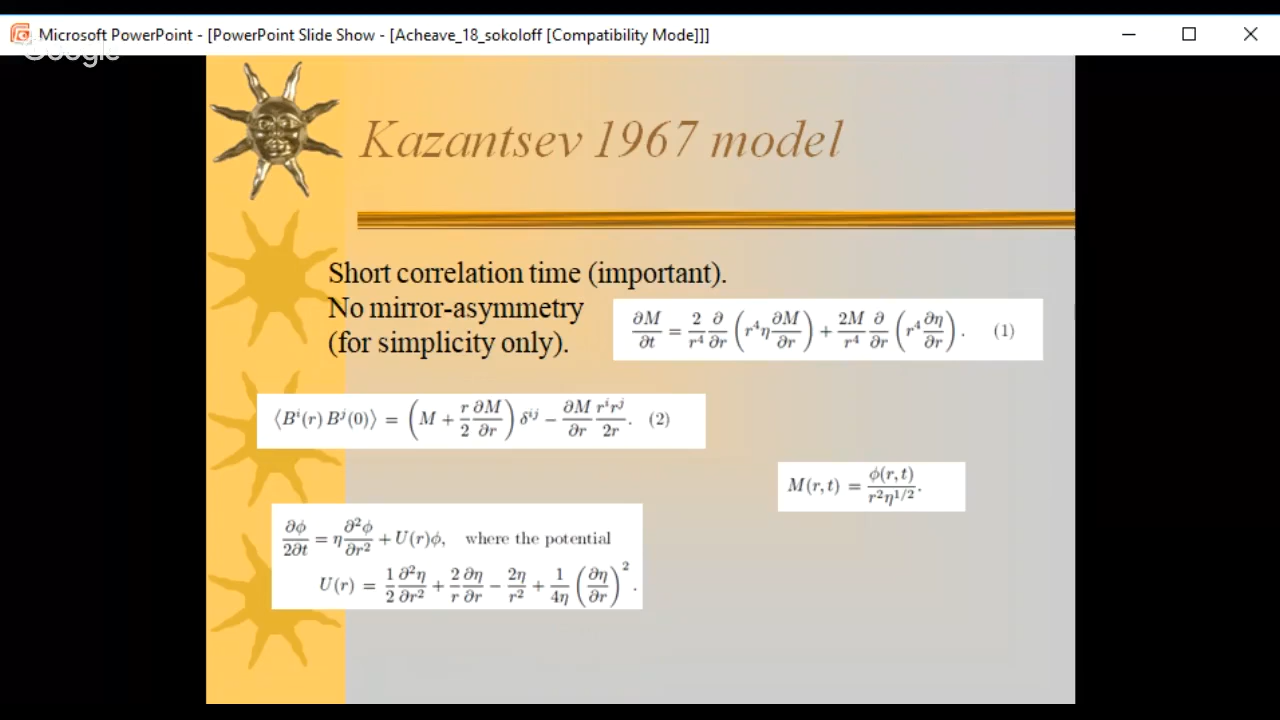 Microsoft PowerPoint - [PowerPoint Slide Show - [Acheave_18_sokoloff [Compatibility Mode]]]
Google
Kazantsev 1967 model
Short correlation time (important).
No mirror-asymmetry
(for simplicity only).
∂M/∂t = 2/r⁴ ∂/∂r (r⁴η ∂M/∂r) + 2M/r⁴ ∂/∂r (r⁴ ∂η/∂r). (1)
⟨Bⁱ(r) Bʲ(0)⟩ = (M + r/2 ∂M/∂r) δⁱʲ − ∂M/∂r rⁱrʲ/2r. (2)
M(r,t) = ϕ(r,t)/r²η^1/2.
∂ϕ/2∂t = η ∂²ϕ/∂r² + U(r)ϕ, where the potential
U(r) = 1/2 ∂²η/∂r² + 2/r ∂η/∂r − 2η/r² + 1/4η (∂η/∂r)².